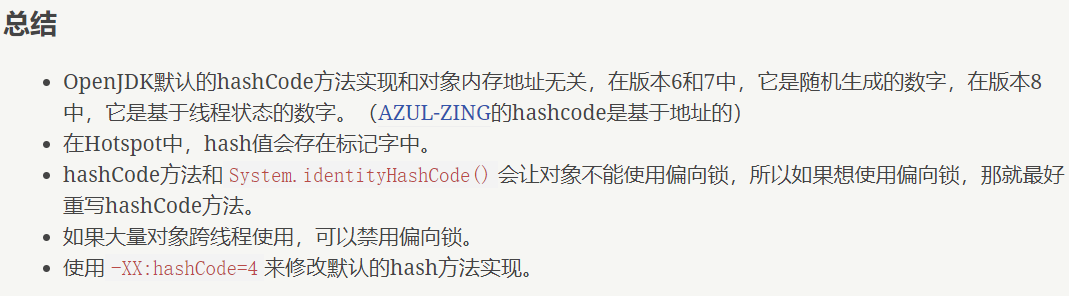 总结
OpenJDK默认的hashCode方法实现和对象内存地址无关，在版本6和7中，它是随机生成的数字，在版本8
中，它是基于线程状态的数字。（AZUL-ZING的hashcode是基于地址的）
在Hotspot中，hash值会存在标记字中。
hashCode方法和 System.identityHashCode() 会让对象不能使用偏向锁，所以如果想使用偏向锁，那就最好
重写hashCode方法。
如果大量对象跨线程使用，可以禁用偏向锁。
使用 -XX:hashCode=4 来修改默认的hash方法实现。